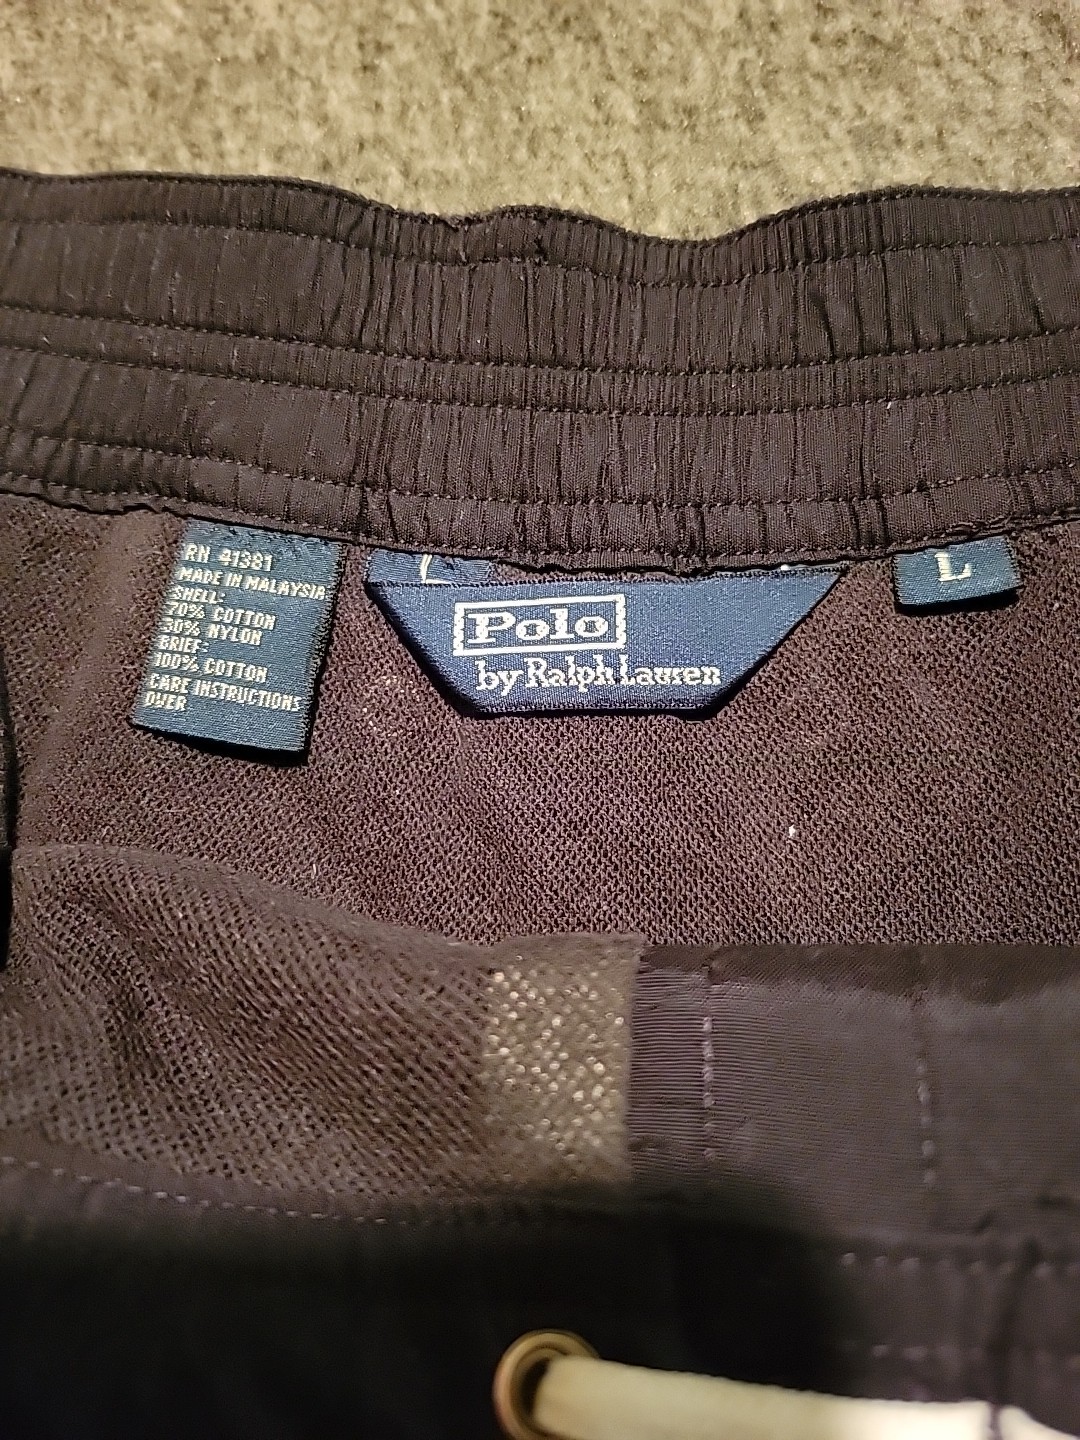 RN 41381
MADE IN MALAYSIA
SHELL:
70% COTTON
30% NYLON
BRIEF:
100% COTTON
CARE INSTRUCTIONS
OVER
Polo
by Ralph Lauren
L